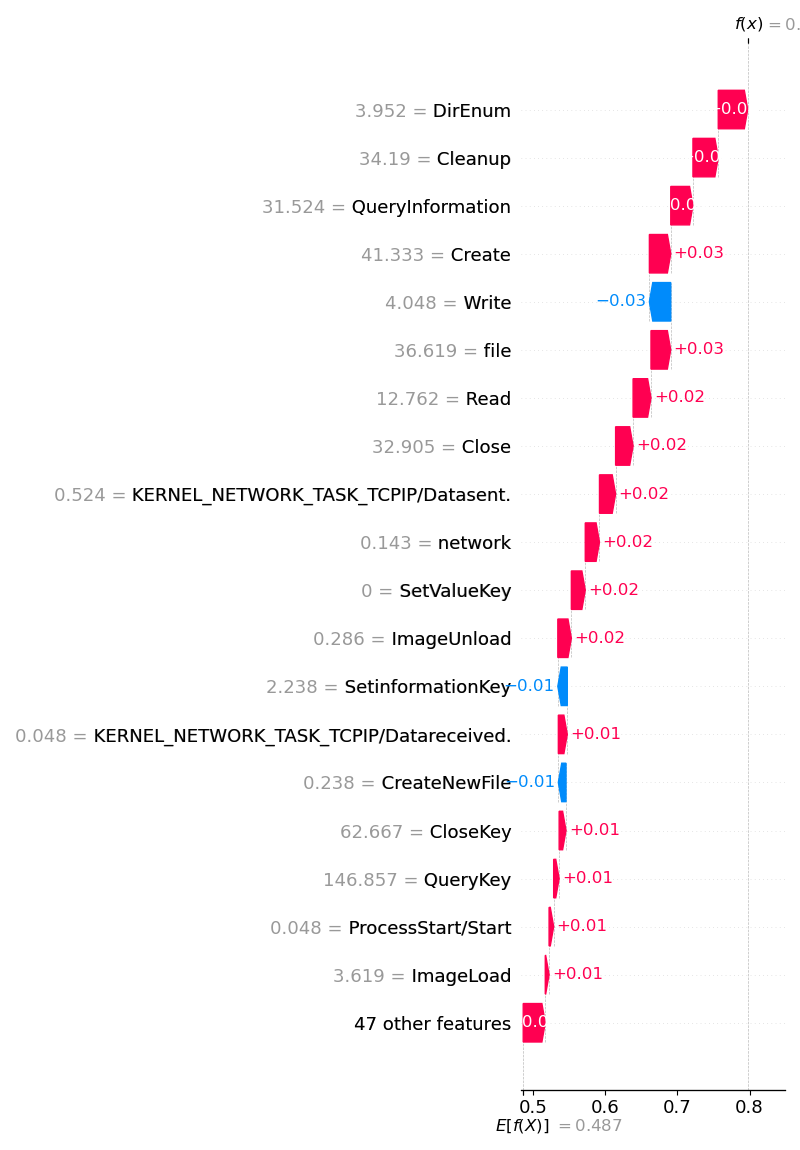 f(x) = 0.
3.952 = DirEnum
34.19 = Cleanup
31.524 = QueryInformation
41.333 = Create +0.03
4.048 = Write −0.03
36.619 = file +0.03
12.762 = Read +0.02
32.905 = Close +0.02
0.524 = KERNEL_NETWORK_TASK_TCPIP/Datasent. +0.02
0.143 = network +0.02
0 = SetValueKey +0.02
0.286 = ImageUnload +0.02
2.238 = SetinformationKey −0.01
0.048 = KERNEL_NETWORK_TASK_TCPIP/Datareceived. +0.01
0.238 = CreateNewFile −0.01
62.667 = CloseKey +0.01
146.857 = QueryKey +0.01
0.048 = ProcessStart/Start +0.01
3.619 = ImageLoad +0.01
47 other features
0.5 0.6 0.7 0.8
E[f(X)] = 0.487